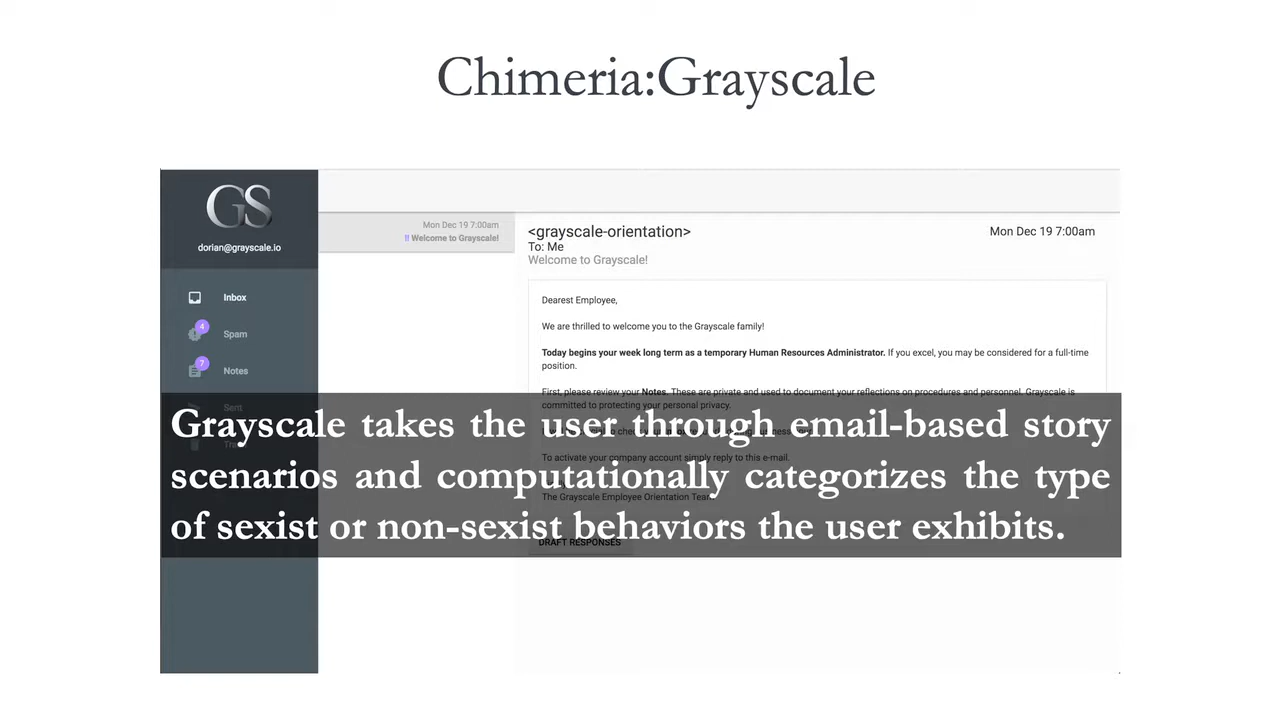 Chimeria:Grayscale
GS
dorian@grayscale.io
Inbox
4
Spam
7
Notes
Sent
Mon Dec 19 7:00am
!! Welcome to Grayscale!
<grayscale-orientation>
Mon Dec 19 7:00am
To: Me
Welcome to Grayscale!
Dearest Employee,
We are thrilled to welcome you to the Grayscale family!
Today begins your week long term as a temporary Human Resources Administrator. If you excel, you may be considered for a full-time
position.
First, please review your Notes. These are private and used to document your reflections on procedures and personnel. Grayscale is
committed to protecting your personal privacy.
To activate your company account simply reply to this e-mail.
The Grayscale Employee Orientation Team
DRAFT RESPONSES
Grayscale takes the user through email-based story
scenarios and computationally categorizes the type
of sexist or non-sexist behaviors the user exhibits.